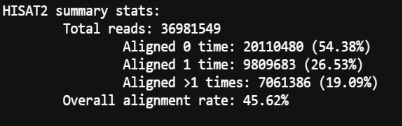 HISAT2 summary stats:
Total reads: 36981549
Aligned 0 time: 20110480 (54.38%)
Aligned 1 time: 9809683 (26.53%)
Aligned >1 times: 7061386 (19.09%)
Overall alignment rate: 45.62%